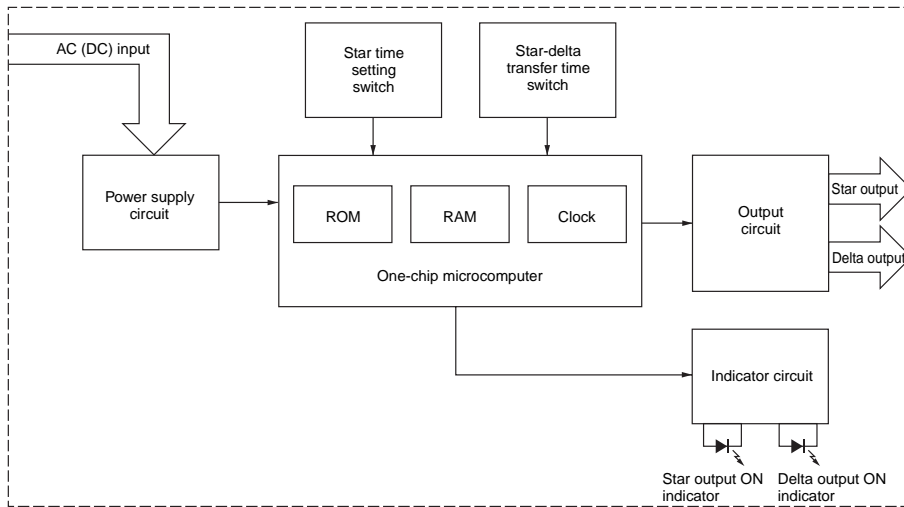 AC (DC) input
Star time
setting
switch
Star-delta
transfer time
switch
Power supply
circuit
ROM
RAM
Clock
One-chip microcomputer
Output
circuit
Star output
Delta output
Indicator circuit
Star output ON
indicator
Delta output ON
indicator